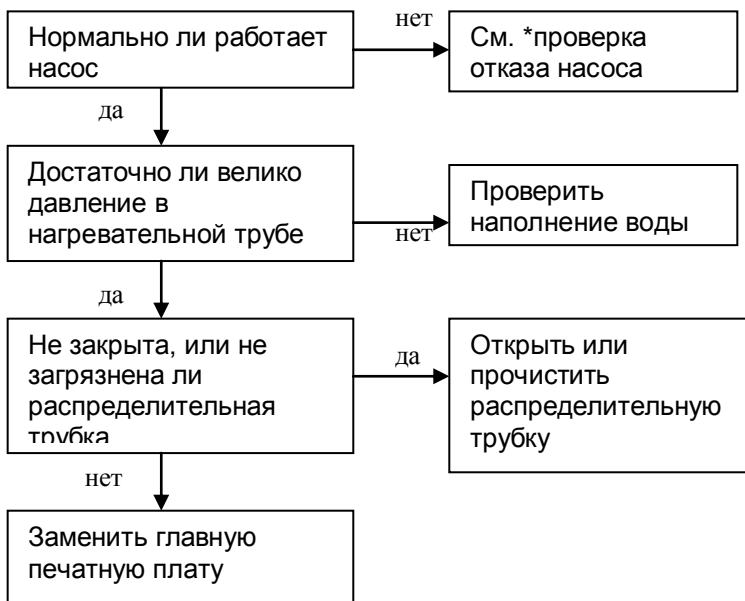 Нормально ли работает
насос
нет
См. *проверка
отказа насоса
да
Достаточно ли велико
давление в
нагревательной трубе
нет
Проверить
наполнение воды
да
Не закрыта, или не
загрязнена ли
распределительная
трубка
да
Открыть или
прочистить
распределительную
трубку
нет
Заменить главную
печатную плату